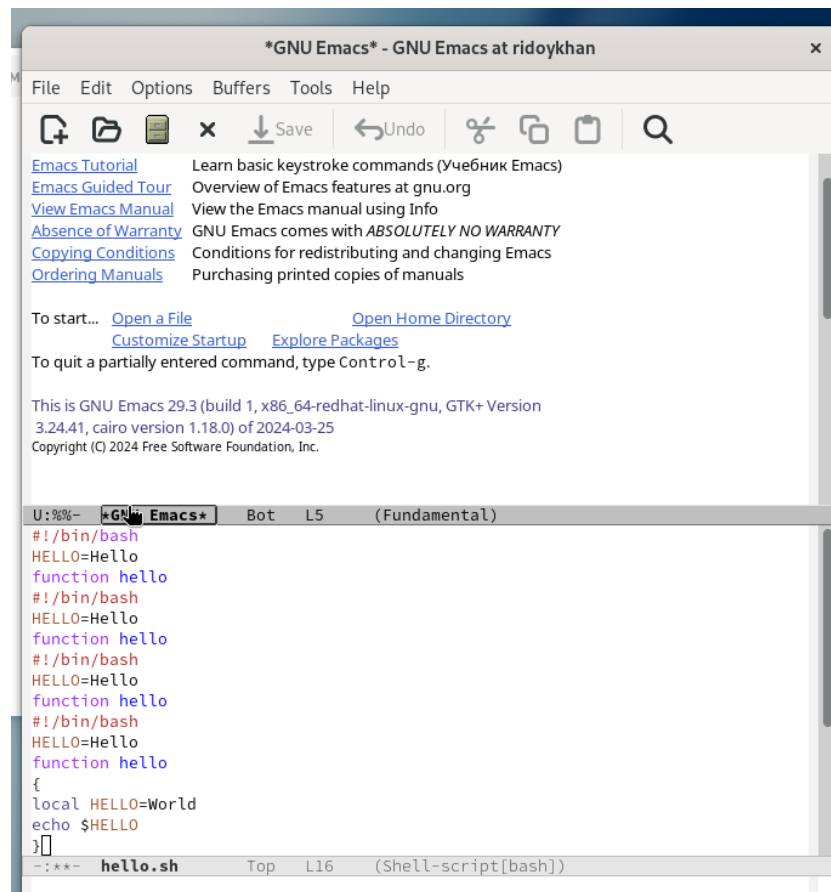 *GNU Emacs* - GNU Emacs at ridoykhan
File Edit Options Buffers Tools Help
Save Undo
Emacs Tutorial Learn basic keystroke commands (Учебник Emacs)
Emacs Guided Tour Overview of Emacs features at gnu.org
View Emacs Manual View the Emacs manual using Info
Absence of Warranty GNU Emacs comes with ABSOLUTELY NO WARRANTY
Copying Conditions Conditions for redistributing and changing Emacs
Ordering Manuals Purchasing printed copies of manuals
To start... Open a File Open Home Directory
Customize Startup Explore Packages
To quit a partially entered command, type Control-g.
This is GNU Emacs 29.3 (build 1, x86_64-redhat-linux-gnu, GTK+ Version
3.24.41, cairo version 1.18.0) of 2024-03-25
Copyright (C) 2024 Free Software Foundation, Inc.
U:%%- *GNU Emacs* Bot L5 (Fundamental)
#!/bin/bash
HELLO=Hello
function hello
#!/bin/bash
HELLO=Hello
function hello
#!/bin/bash
HELLO=Hello
function hello
#!/bin/bash
HELLO=Hello
function hello
{
local HELLO=World
echo $HELLO
}
-:**- hello.sh Top L16 (Shell-script[bash])